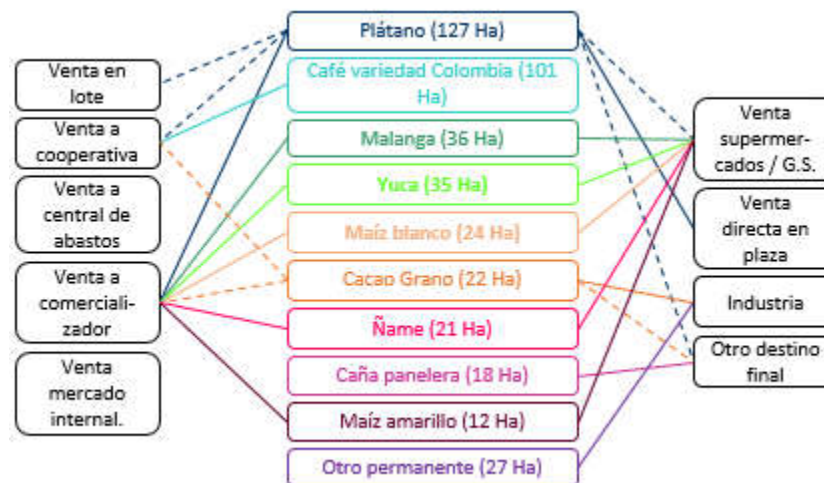 Venta en
lote
Venta a
cooperativa
Venta a
central de
abastos
Venta a
comerciali-
zador
Venta
mercado
internal.
Plátano (127 Ha)
Café variedad Colombia (101
Ha)
Malanga (36 Ha)
Yuca (35 Ha)
Maíz blanco (24 Ha)
Cacao Grano (22 Ha)
Ñame (21 Ha)
Caña panelera (18 Ha)
Maíz amarillo (12 Ha)
Otro permanente (27 Ha)
Venta
supermer-
cados / G.S.
Venta
directa en
plaza
Industria
Otro destino
final